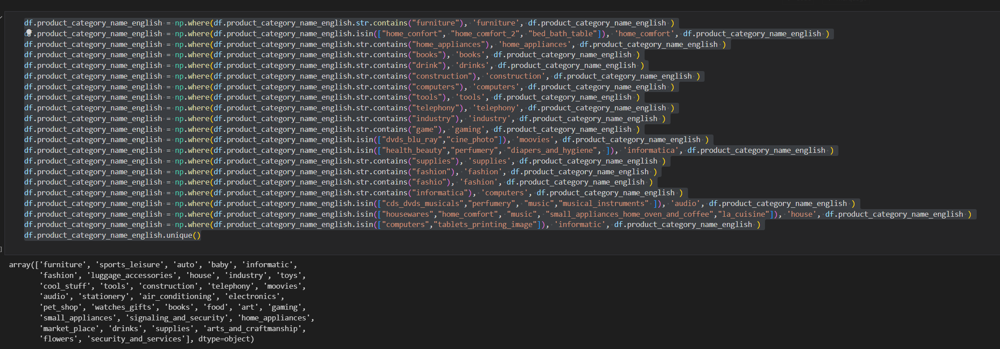 df.product_category_name_english = np.where(df.product_category_name_english.str.contains("furniture"), 'furniture', df.product_category_name_english )
df.product_category_name_english = np.where(df.product_category_name_english.isin(["home_confort", "home_comfort_2", "bed_bath_table"]), 'home_comfort', df.product_category_name_english )
df.product_category_name_english = np.where(df.product_category_name_english.str.contains("home_appliances"), 'home_appliances', df.product_category_name_english )
df.product_category_name_english = np.where(df.product_category_name_english.str.contains("books"), 'books', df.product_category_name_english )
df.product_category_name_english = np.where(df.product_category_name_english.str.contains("drink"), 'drinks', df.product_category_name_english )
df.product_category_name_english = np.where(df.product_category_name_english.str.contains("construction"), 'construction', df.product_category_name_english )
df.product_category_name_english = np.where(df.product_category_name_english.str.contains("computers"), 'computers', df.product_category_name_english )
df.product_category_name_english = np.where(df.product_category_name_english.str.contains("tools"), 'tools', df.product_category_name_english )
df.product_category_name_english = np.where(df.product_category_name_english.str.contains("telephony"), 'telephony', df.product_category_name_english )
df.product_category_name_english = np.where(df.product_category_name_english.str.contains("industry"), 'industry', df.product_category_name_english )
df.product_category_name_english = np.where(df.product_category_name_english.str.contains("game"), 'gaming', df.product_category_name_english )
df.product_category_name_english = np.where(df.product_category_name_english.isin(["dvds_blu_ray","cine_photo"]), 'moovies', df.product_category_name_english )
df.product_category_name_english = np.where(df.product_category_name_english.isin(["health_beauty","perfumery", "diapers_and_hygiene", ]), 'informatica', df.product_category_name_english )
df.product_category_name_english = np.where(df.product_category_name_english.str.contains("supplies"), 'supplies', df.product_category_name_english )
df.product_category_name_english = np.where(df.product_category_name_english.str.contains("fashion"), 'fashion', df.product_category_name_english )
df.product_category_name_english = np.where(df.product_category_name_english.str.contains("fashio"), 'fashion', df.product_category_name_english )
df.product_category_name_english = np.where(df.product_category_name_english.str.contains("informatica"), 'computers', df.product_category_name_english )
df.product_category_name_english = np.where(df.product_category_name_english.isin(["cds_dvds_musicals","perfumery", "music","musical_instruments" ]), 'audio', df.product_category_name_english )
df.product_category_name_english = np.where(df.product_category_name_english.isin(["housewares","home_comfort", "music", "small_appliances_home_oven_and_coffee","la_cuisine"]), 'house', df.product_category_name_english )
df.product_category_name_english = np.where(df.product_category_name_english.isin(["computers","tablets_printing_image"]), 'informatic', df.product_category_name_english )
df.product_category_name_english.unique()
array(['furniture', 'sports_leisure', 'auto', 'baby', 'informatic',
'fashion', 'luggage_accessories', 'house', 'industry', 'toys',
'cool_stuff', 'tools', 'construction', 'telephony', 'moovies',
'audio', 'stationery', 'air_conditioning', 'electronics',
'pet_shop', 'watches_gifts', 'books', 'food', 'art', 'gaming',
'small_appliances', 'signaling_and_security', 'home_appliances',
'market_place', 'drinks', 'supplies', 'arts_and_craftmanship',
'flowers', 'security_and_services'], dtype=object)